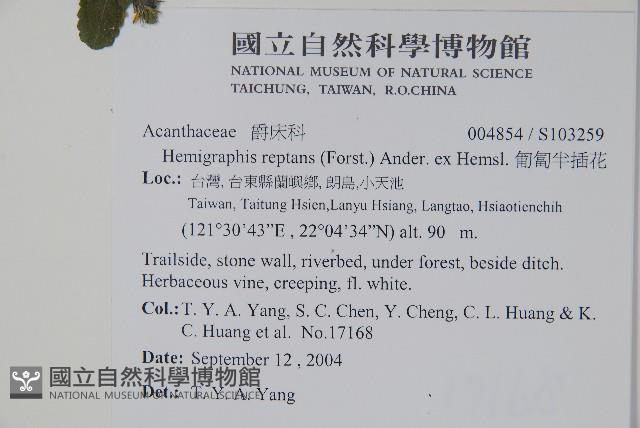 國立自然科學博物館
NATIONAL MUSEUM OF NATURAL SCIENCE
TAICHUNG, TAIWAN, R.O.CHINA
Acanthaceae 爵床科 004854 / S103259
Hemigraphis reptans (Forst.) Ander. ex Hemsl. 匍匐半插花
Loc.: 台灣, 台東縣蘭嶼鄉, 朗島,小天池
Taiwan, Taitung Hsien,Lanyu Hsiang, Langtao, Hsiaotienchih
(121°30'43”E , 22°04'34”N) alt. 90 m.
Trailside, stone wall, riverbed, under forest, beside ditch.
Herbaceous vine, creeping, fl. white.
Col.: T. Y. A. Yang, S. C. Chen, Y. Cheng, C. L. Huang & K.
C. Huang et al. No.17168
Date: September 12 , 2004
Det.: T. Y. A. Yang
國立自然科學博物館
NATIONAL MUSEUM OF NATURAL SCIENCE